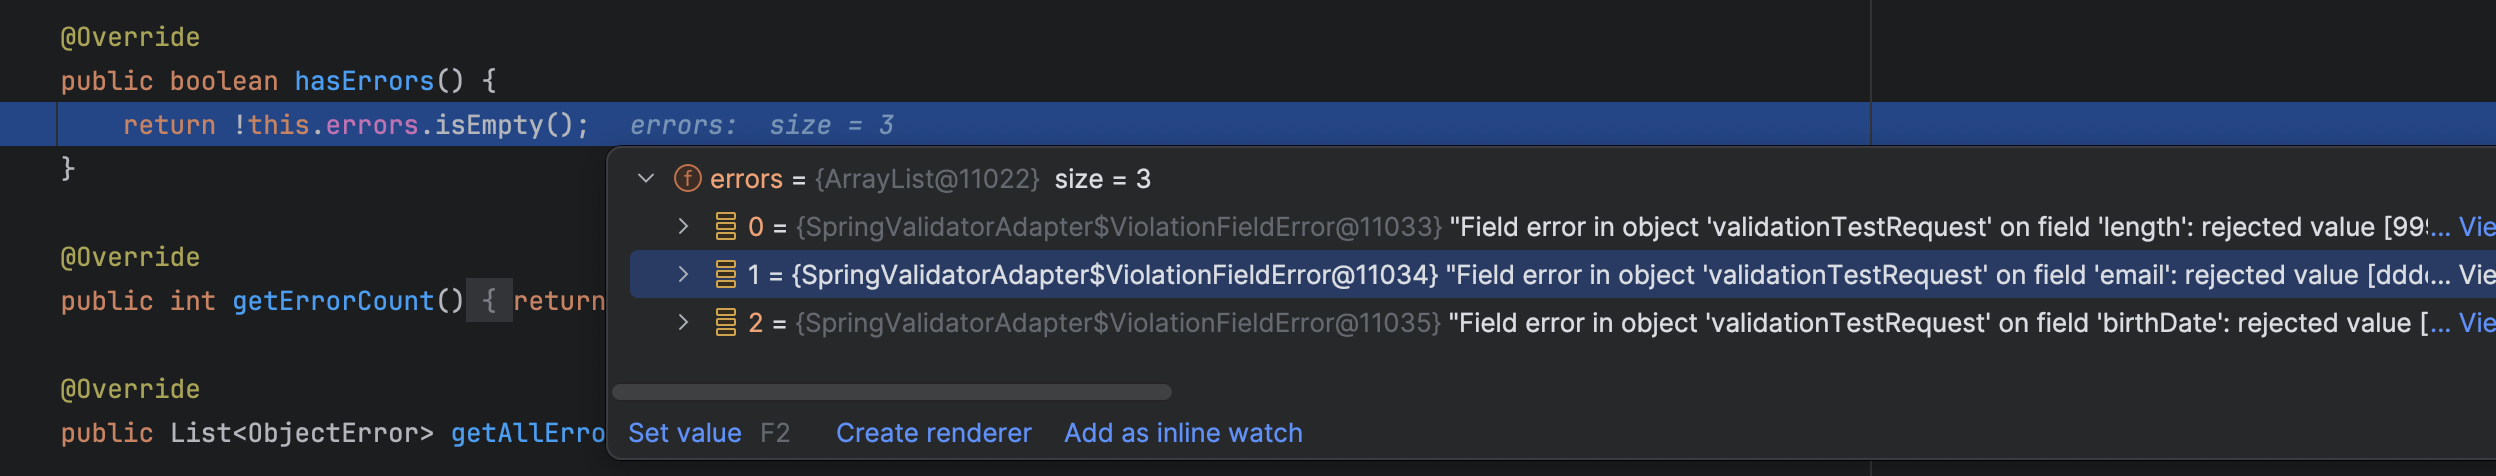 @Override
public boolean hasErrors() {
return !this.errors.isEmpty(); errors: size = 3
}
errors = {ArrayList@11022} size = 3
0 = {SpringValidatorAdapter$ViolationFieldError@11033} "Field error in object 'validationTestRequest' on field 'length': rejected value [999... Vie
1 = {SpringValidatorAdapter$ViolationFieldError@11034} "Field error in object 'validationTestRequest' on field 'email': rejected value [dddd... Vie
2 = {SpringValidatorAdapter$ViolationFieldError@11035} "Field error in object 'validationTestRequest' on field 'birthDate': rejected value [... Vie
@Override
public int getErrorCount() { return
@Override
public List<ObjectError> getAllErro
Set value F2 Create renderer Add as inline watch